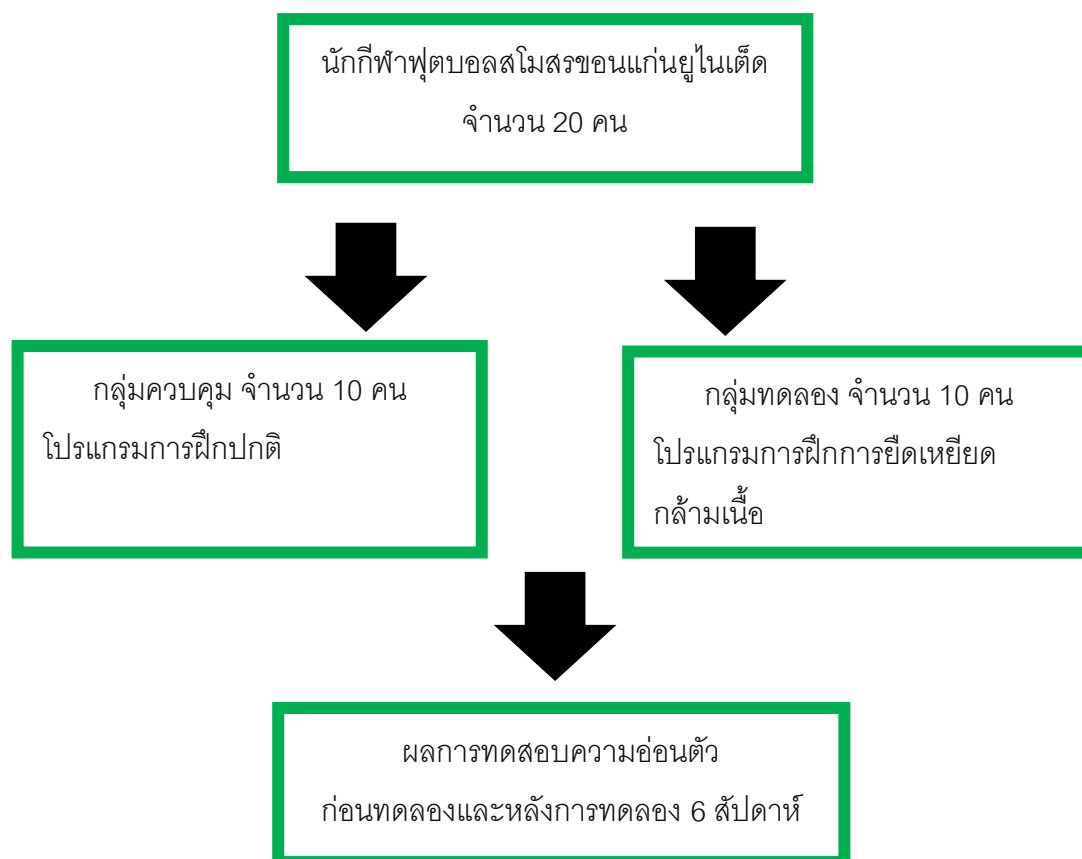 นักกีฬาฟุตบอลสโมสรขอนแก่นยูไนเต็ด
จำนวน 20 คน
กลุ่มควบคุม จำนวน 10 คน
โปรแกรมการฝึกปกติ
กลุ่มทดลอง จำนวน 10 คน
โปรแกรมการฝึกการยืดเหยียด
กล้ามเนื้อ
ผลการทดสอบความอ่อนตัว
ก่อนทดลองและหลังการทดลอง 6 สัปดาห์